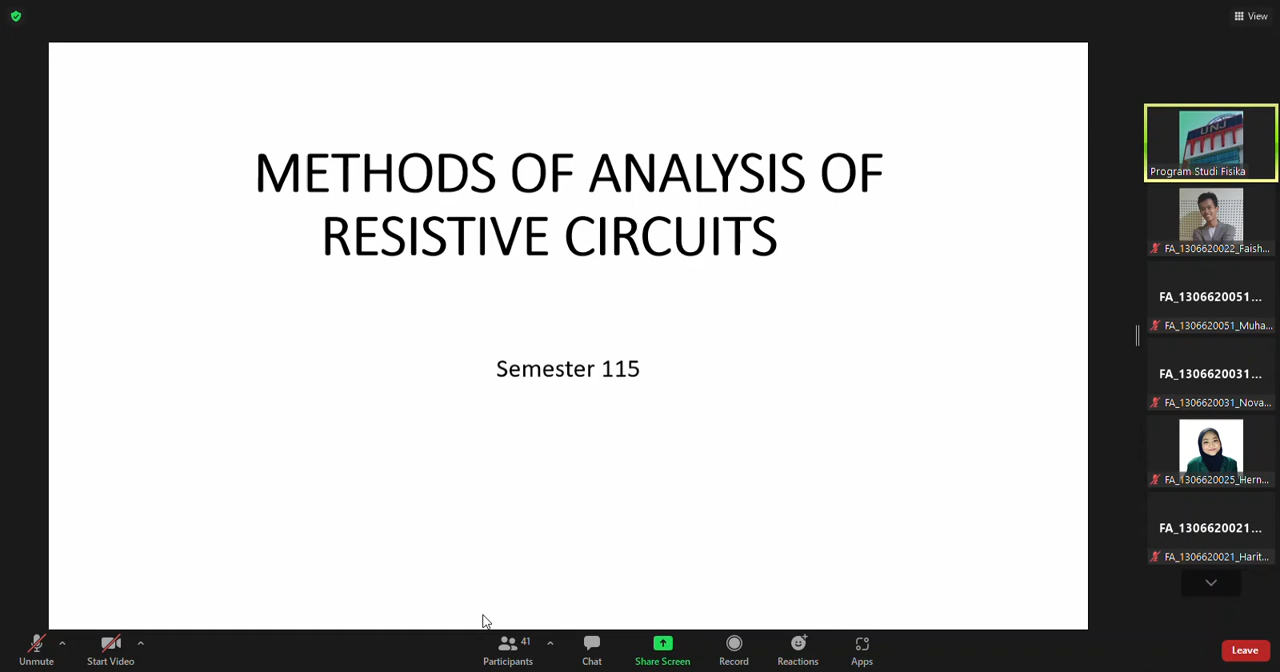 View
METHODS OF ANALYSIS OF
RESISTIVE CIRCUITS
Semester 115
UNJ
Program Studi Fisika
FA_1306620022_Faish...
FA_1306620051...
FA_1306620051_Muha...
FA_1306620031...
FA_1306620031_Nova...
FA_1306620025_Hern...
FA_1306620021...
FA_1306620021_Harit...
Unmute
Start Video
41
Participants
Chat
Share Screen
Record
Reactions
Apps
Leave